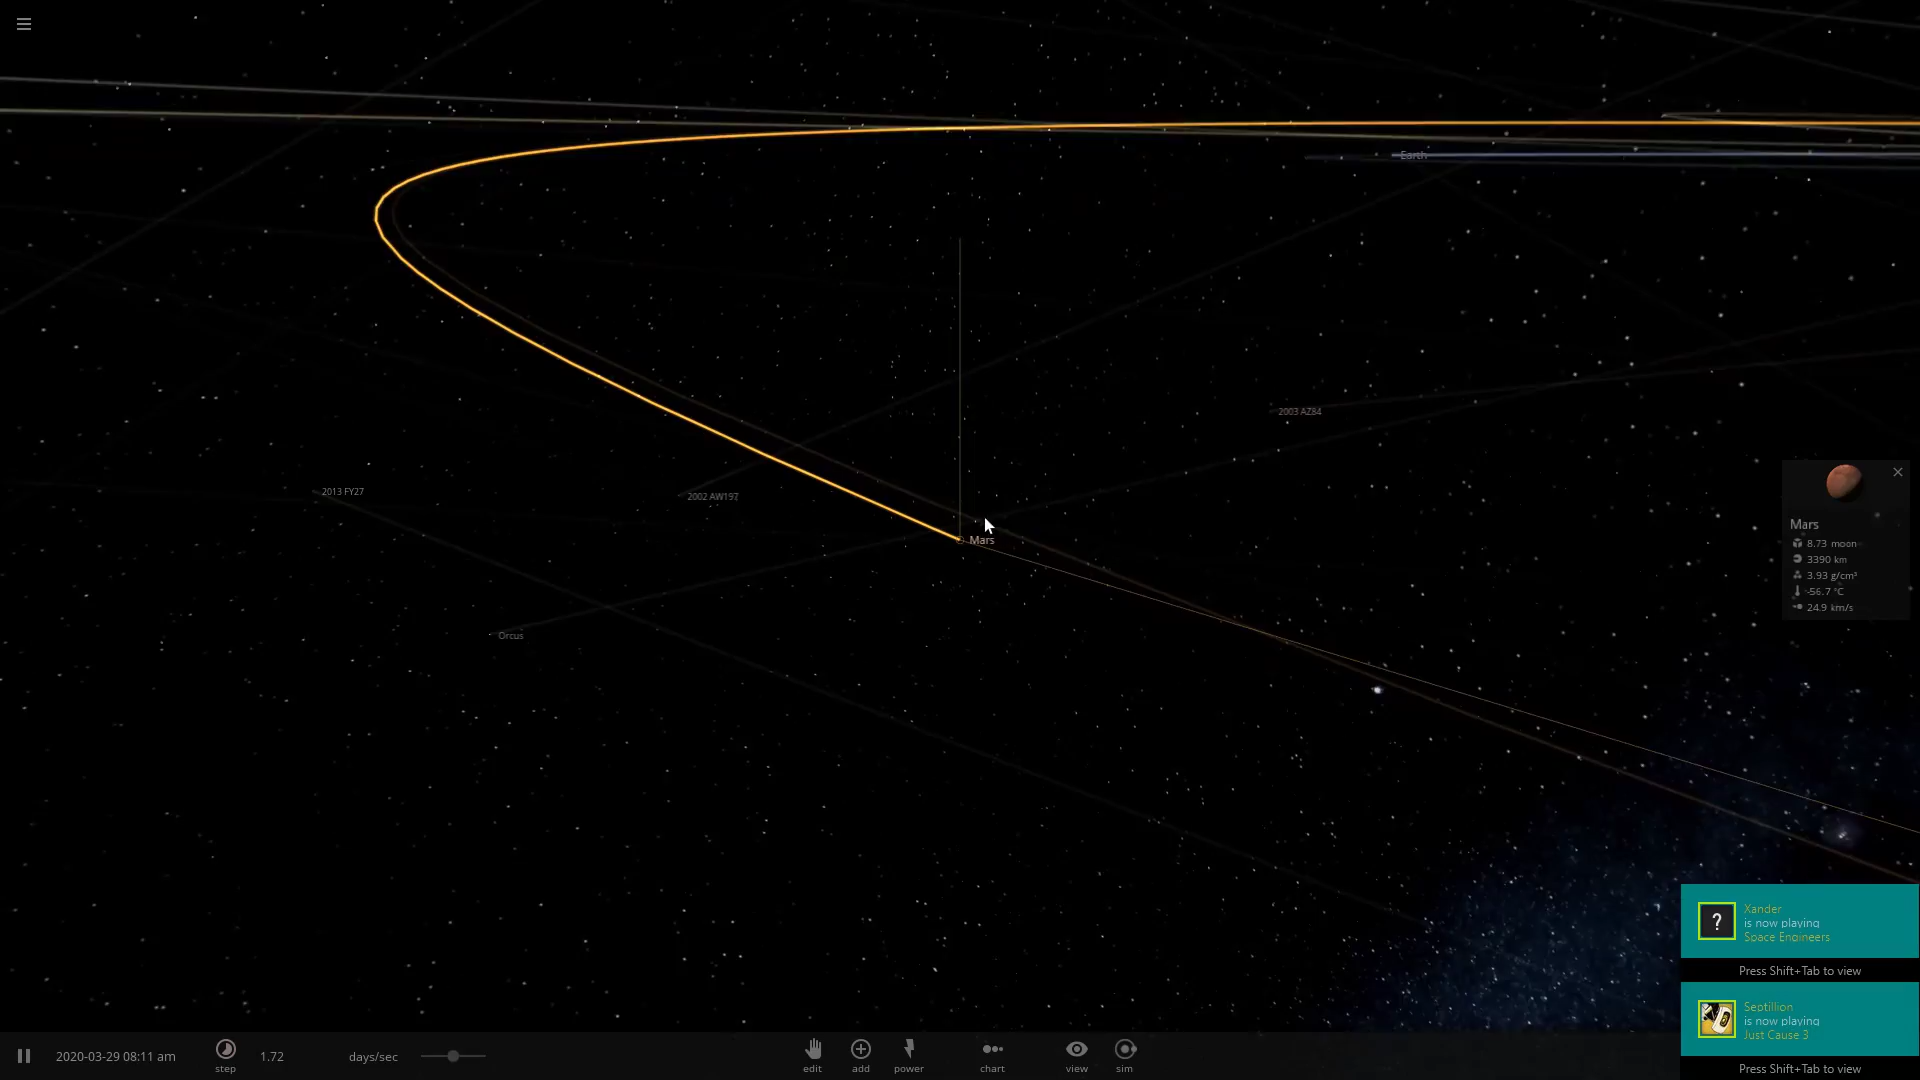 Earth
2003 AZ84
2013 FY27
2002 AW197
Mars
Orcus
Mars
8.73 moon
3390 km
3.93 g/cm³
-56.7 °C
24.9 km/s
?
Xander
is now playing
Space Engineers
Press Shift+Tab to view
Septillion
is now playing
Just Cause 3
Press Shift+Tab to view
2020-03-29 08:11 am
step
1.72
days/sec
edit
add
power
chart
view
sim